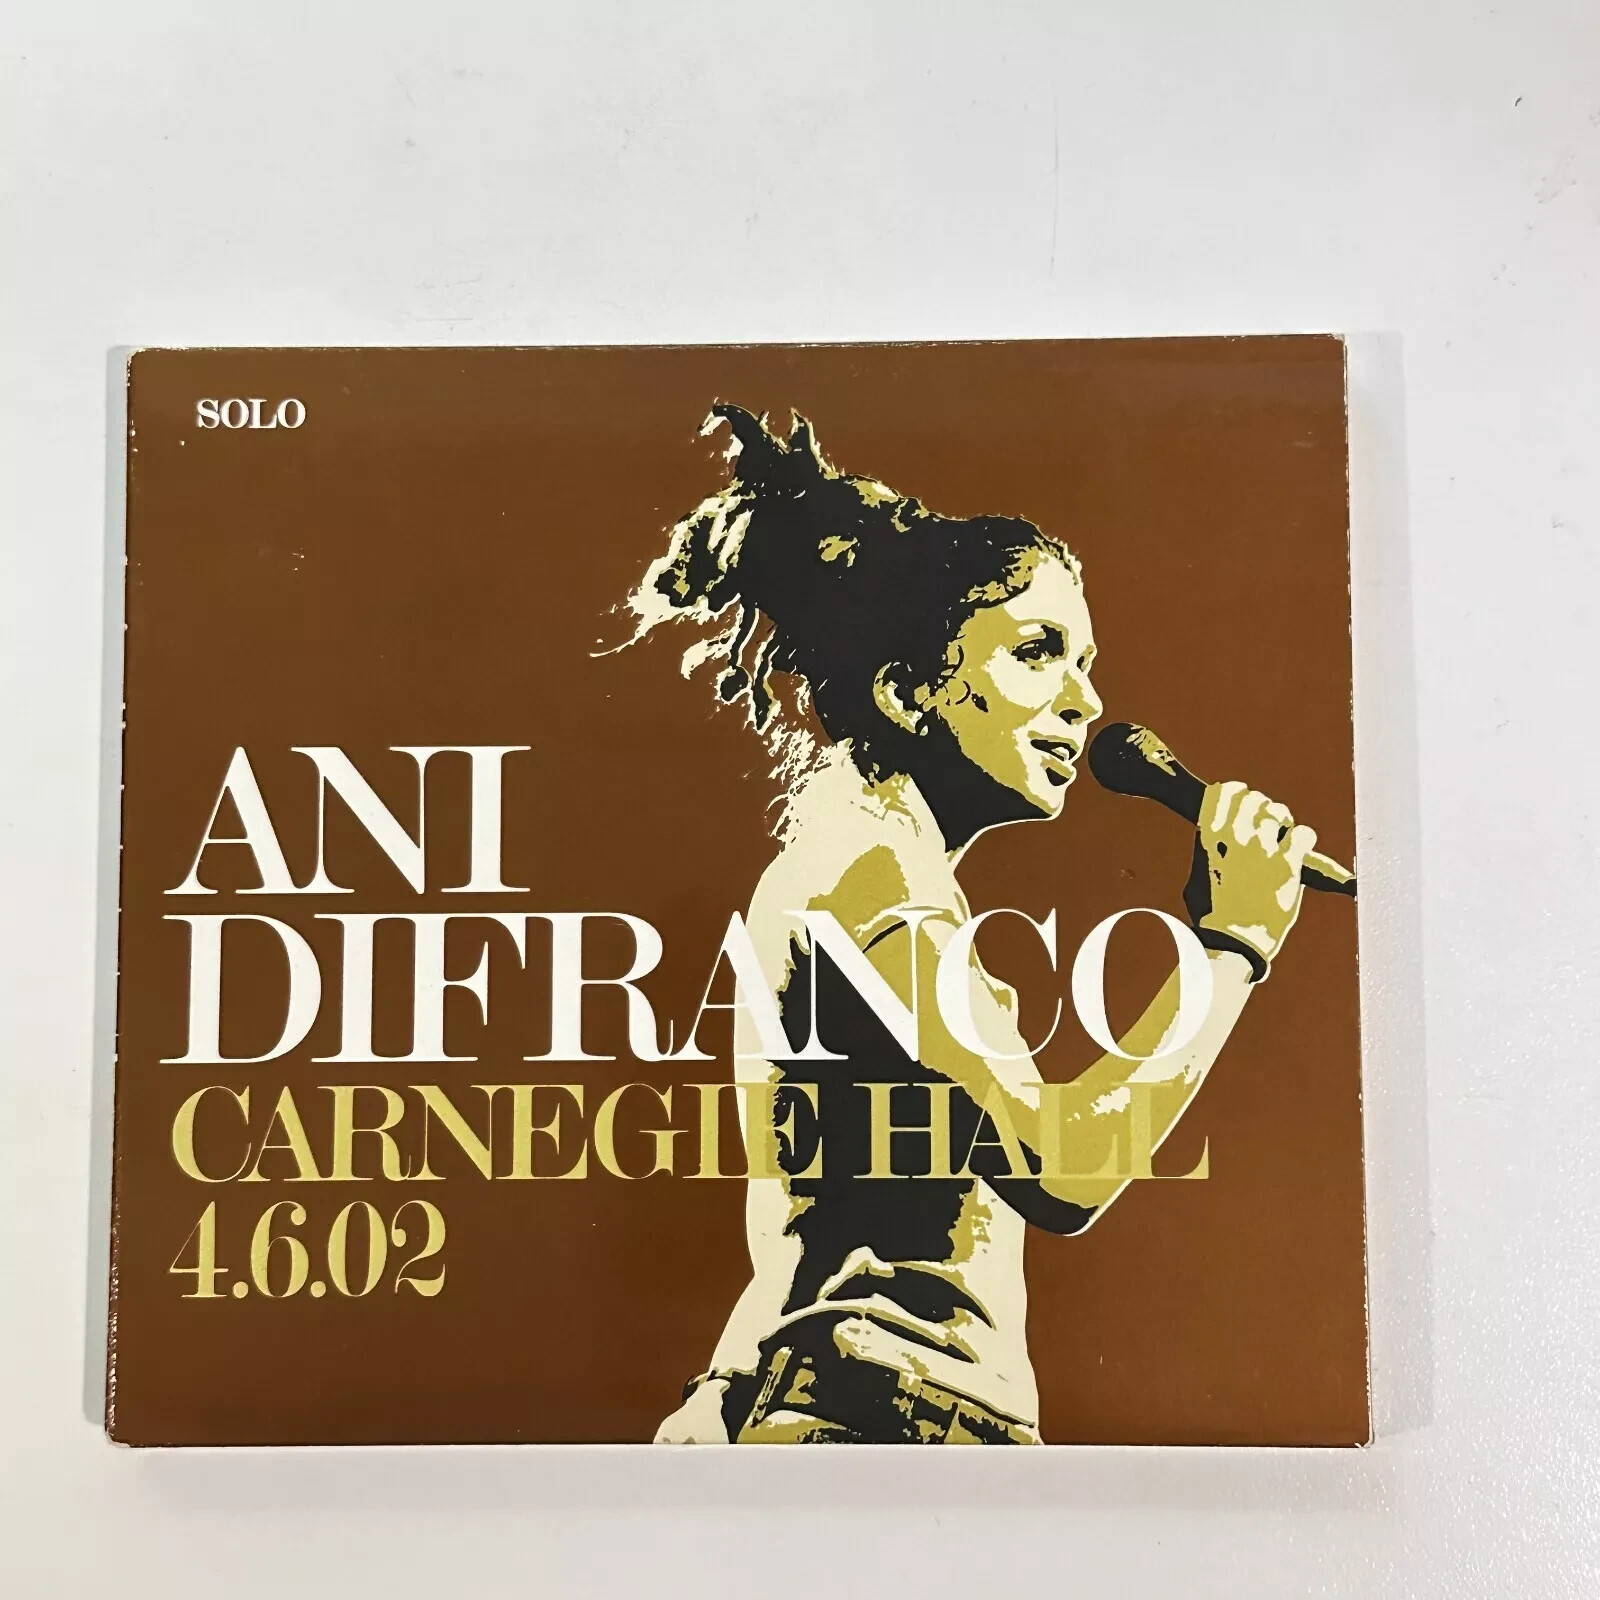 SOLO
ANI
DIFRANCO
CARNEGIE HALL
4.6.02